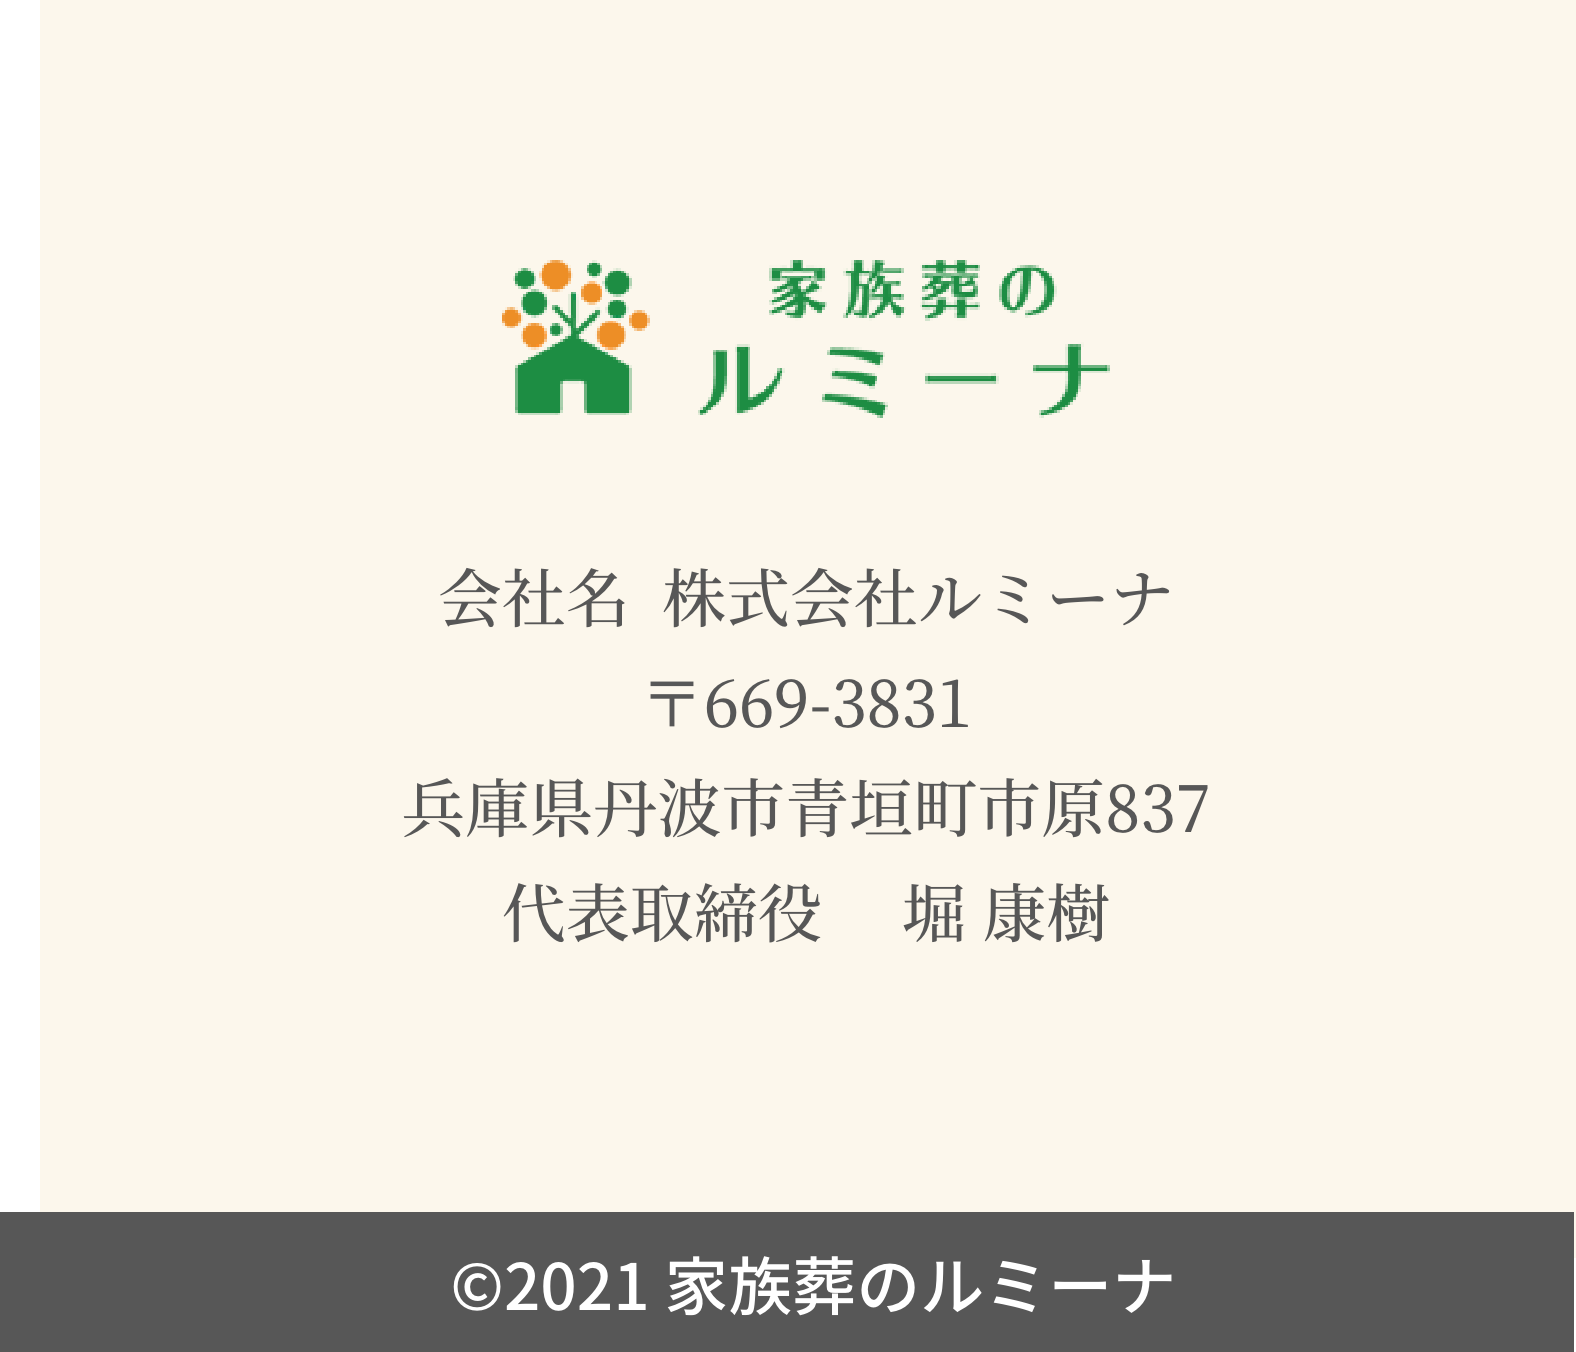 家族葬の
ルミーナ
会社名 株式会社ルミーナ
〒669-3831
兵庫県丹波市青垣町市原837
代表取締役　堀 康樹
©2021 家族葬のルミーナ